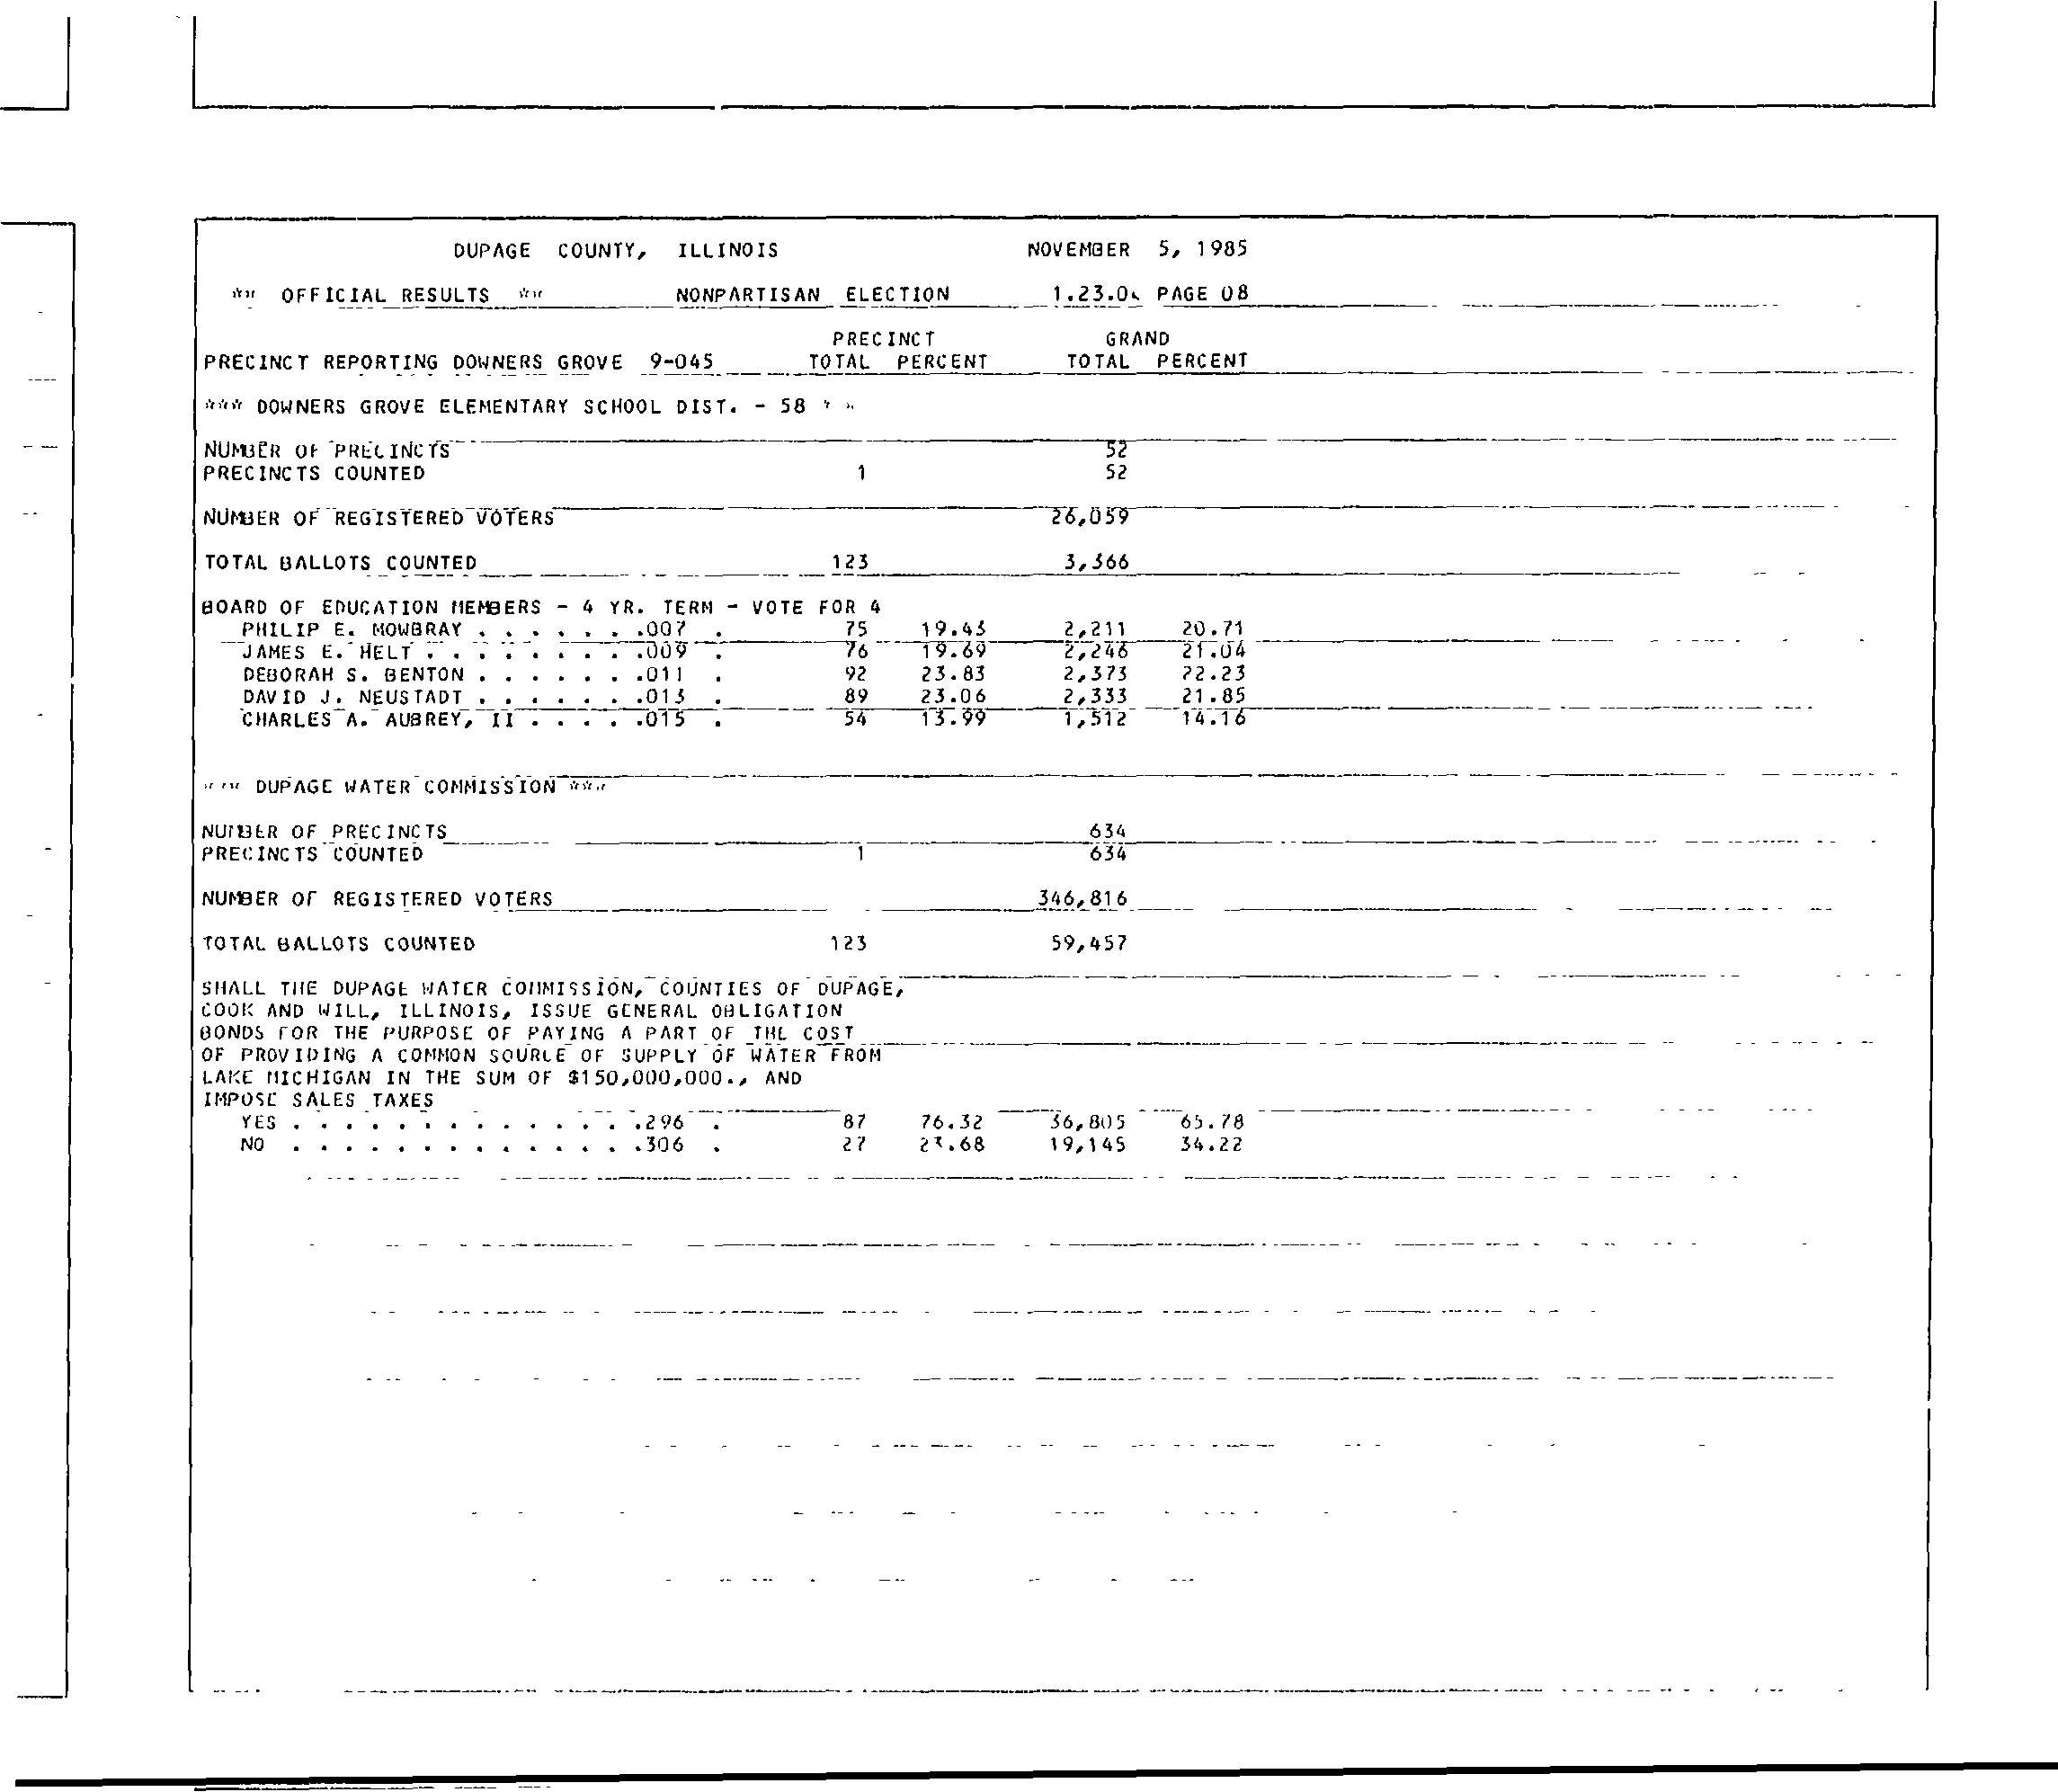 DUPAGE COUNTY, ILLINOIS NOVEMBER 5, 1985
** OFFICIAL RESULTS ** NONPARTISAN ELECTION PAGE 08
PRECINCT GRAND
PRECINCT REPORTING DOWNERS GROVE 9-045 TOTAL PERCENT TOTAL PERCENT
*** DOWNERS GROVE ELEMENTARY SCHOOL DIST. - 58 * *
NUMBER OF PRECINCTS 52
PRECINCTS COUNTED 1 52
NUMBER OF REGISTERED VOTERS 26,059
TOTAL BALLOTS COUNTED 123 3,366
BOARD OF EDUCATION MEMBERS - 4 YR. TERM - VOTE FOR 4
PHILIP E. MOWBRAY . . . . . . .007 . 75 19.43 2,211 20.71
JAMES E. HELT . . . . . . . . .009 . 76 19.69 2,246 21.04
DEBORAH S. BENTON . . . . . . .011 . 92 23.83 2,373 22.23
DAVID J. NEUSTADT . . . . . . .013 . 89 23.06 2,333 21.85
CHARLES A. AUBREY, II . . . . .015 . 54 13.99 1,512 14.16
*** DUPAGE WATER COMMISSION ***
NUMBER OF PRECINCTS 634
PRECINCTS COUNTED 1 634
NUMBER OF REGISTERED VOTERS 346,816
TOTAL BALLOTS COUNTED 123 59,457
SHALL THE DUPAGE WATER COMMISSION, COUNTIES OF DUPAGE,
COOK AND WILL, ILLINOIS, ISSUE GENERAL OBLIGATION
BONDS FOR THE PURPOSE OF PAYING A PART OF THE COST
OF PROVIDING A COMMON SOURCE OF SUPPLY OF WATER FROM
LAKE MICHIGAN IN THE SUM OF $150,000,000., AND
IMPOSE SALES TAXES
YES . . . . . . . . . . . . . .296 . 87 76.32 36,805 65.78
NO . . . . . . . . . . . . . .306 . 27 23.68 19,145 34.22